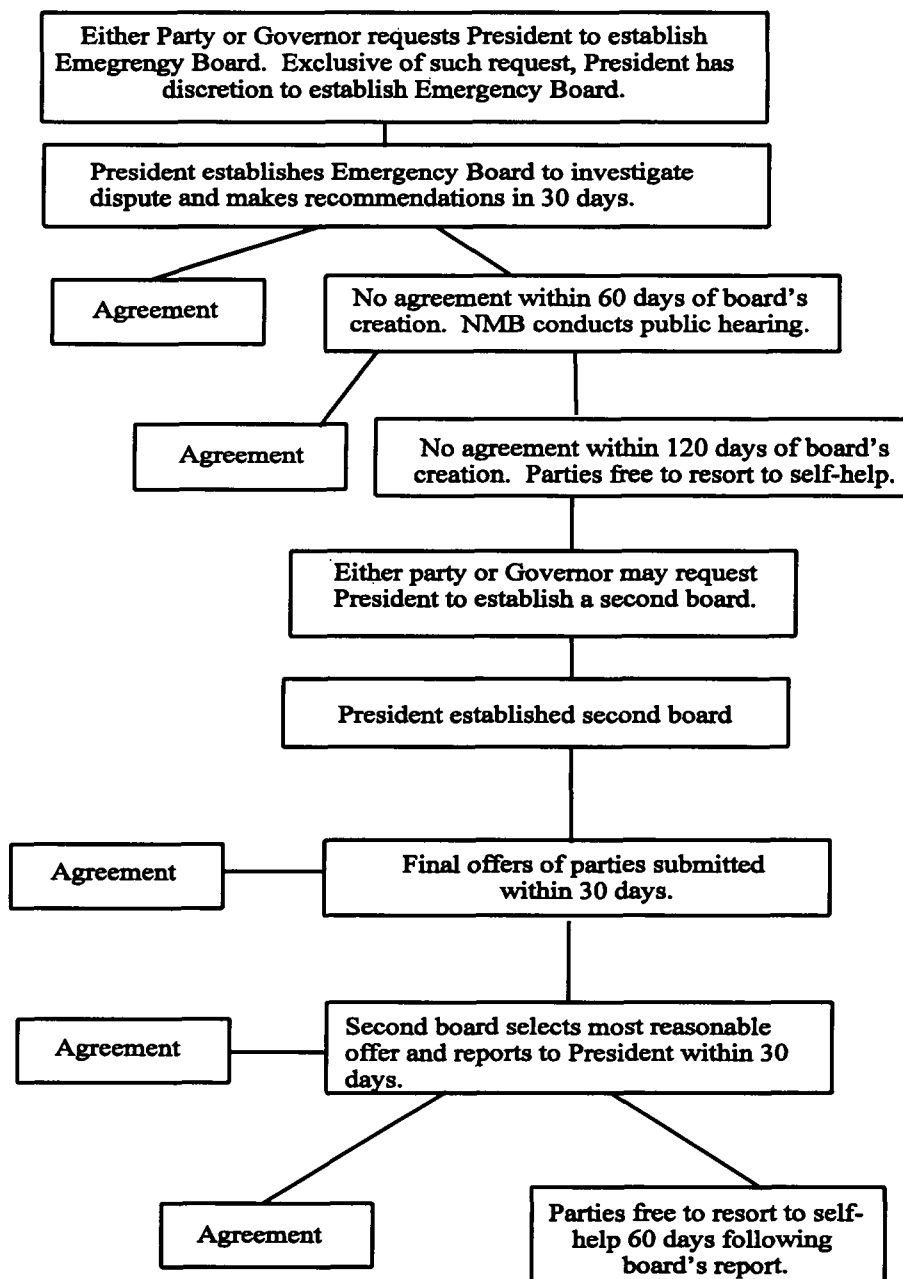 Either Party or Governor requests President to establish
Emegrengy Board. Exclusive of such request, President has
discretion to establish Emergency Board.
President establishes Emergency Board to investigate
dispute and makes recommendations in 30 days.
Agreement
No agreement within 60 days of board's
creation. NMB conducts public hearing.
Agreement
No agreement within 120 days of board's
creation. Parties free to resort to self-help.
Either party or Governor may request
President to establish a second board.
President established second board
Agreement
Final offers of parties submitted
within 30 days.
Agreement
Second board selects most reasonable
offer and reports to President within 30
days.
Agreement
Parties free to resort to self-
help 60 days following
board's report.